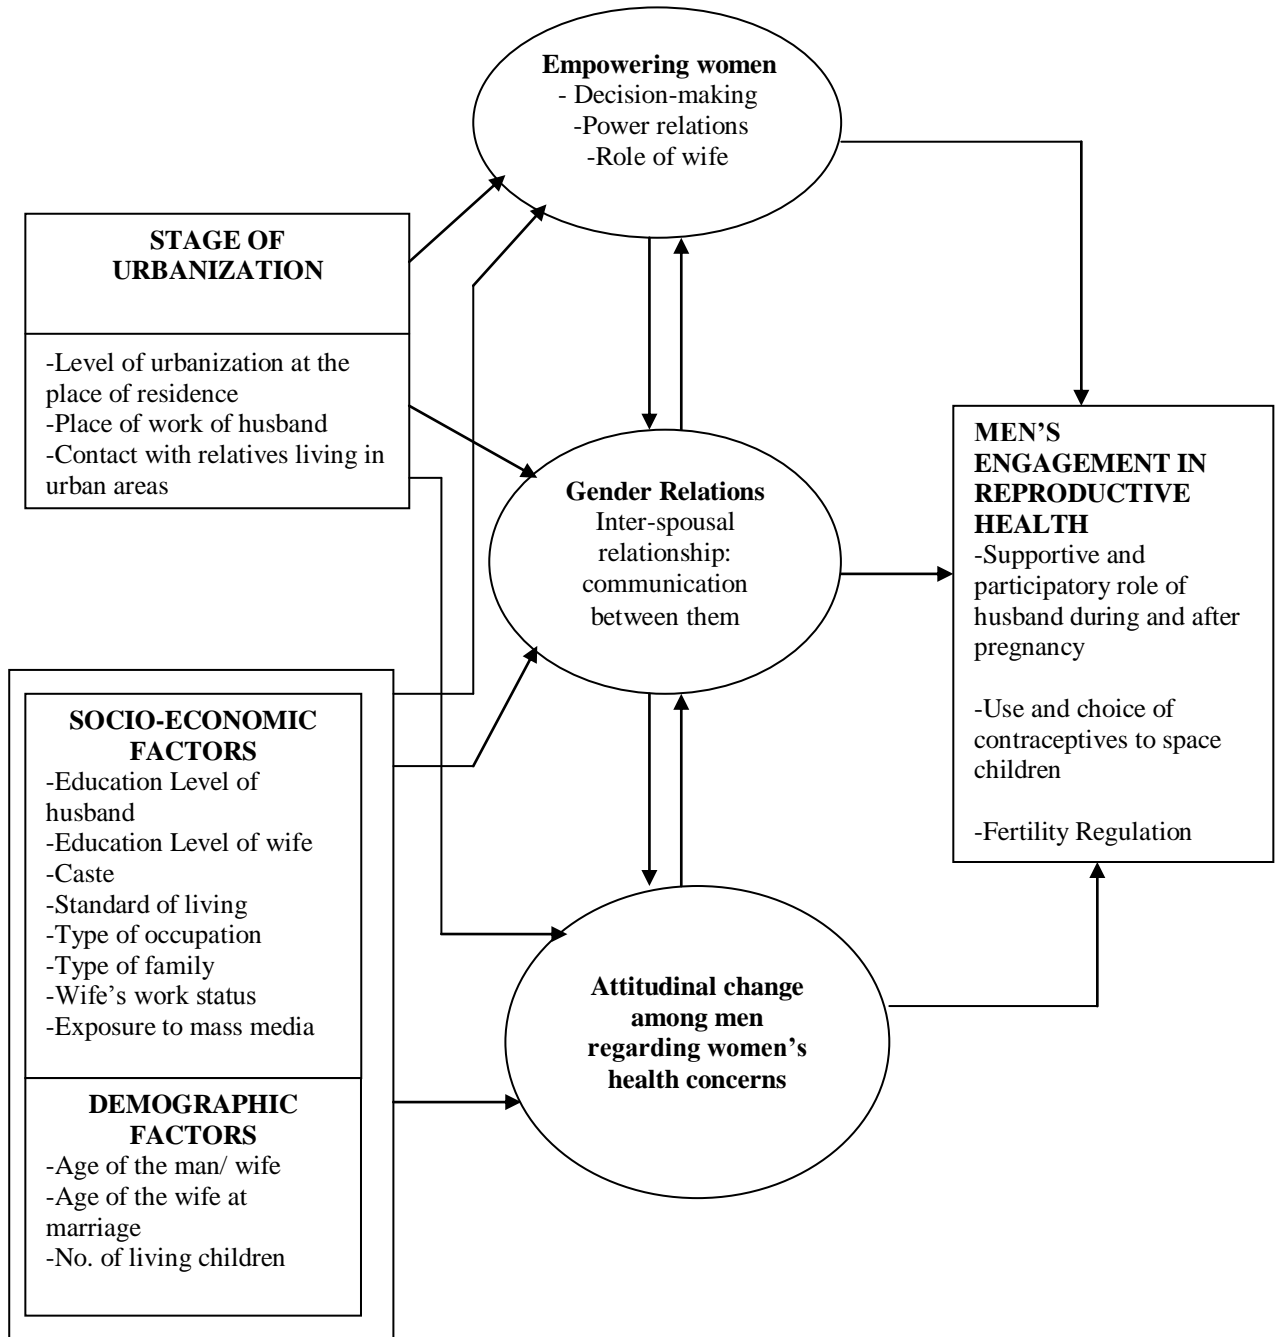 Empowering women
- Decision-making
-Power relations
-Role of wife
STAGE OF
URBANIZATION
-Level of urbanization at the
place of residence
-Place of work of husband
-Contact with relatives living in
urban areas
Gender Relations
Inter-spousal
relationship:
communication
between them
MEN’S
ENGAGEMENT IN
REPRODUCTIVE
HEALTH
-Supportive and
participatory role of
husband during and after
pregnancy
-Use and choice of
contraceptives to space
children
-Fertility Regulation
SOCIO-ECONOMIC
FACTORS
-Education Level of
husband
-Education Level of wife
-Caste
-Standard of living
-Type of occupation
-Type of family
-Wife’s work status
-Exposure to mass media
DEMOGRAPHIC
FACTORS
-Age of the man/ wife
-Age of the wife at
marriage
-No. of living children
Attitudinal change
among men
regarding women’s
health concerns